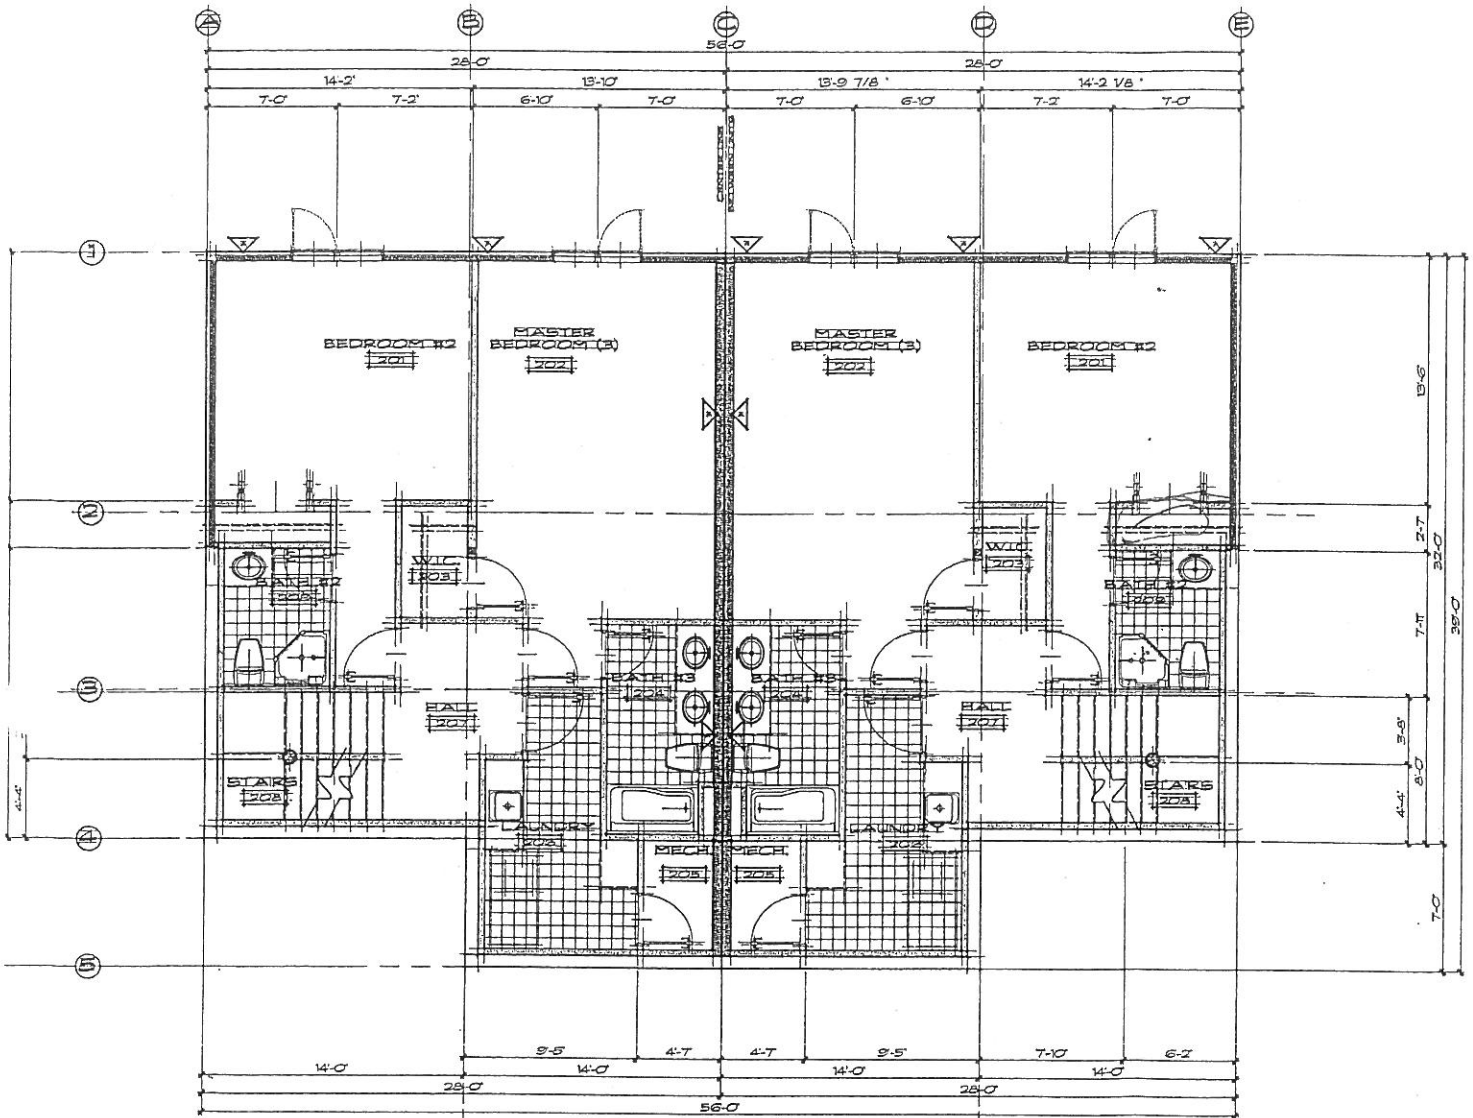 A B C D E
56'-0"
28'-0" 28'-0"
14'-2" 13'-10" 13'-9 7/8" 14'-2 1/8"
7'-0" 7'-2" 6'-10" 7'-0" 7'-0" 6'-10" 7'-2" 7'-0"
CENTER LINE
BETWEEN UNITS
1
BEDROOM #2
201
MASTER
BEDROOM (3)
202
MASTER
BEDROOM (3)
202
BEDROOM #2
201
13'-6"
2
2'-7"
32'-0"
39'-0"
W.I.C.
203
W.I.C.
203
BATH #2
BATH #2
7'-11"
3
BATH #3
204
BATH #3
204
HALL
207
HALL
207
3'-8"
8'-0"
4'-4"
STAIRS
208
STAIRS
208
4'-4"
4
LAUNDRY
LAUNDRY
MECH.
205
MECH.
205
7'-0"
5
9'-5" 4'-7" 4'-7" 9'-5" 7'-10" 6'-2"
14'-0" 14'-0" 14'-0" 14'-0"
28'-0" 28'-0"
56'-0"